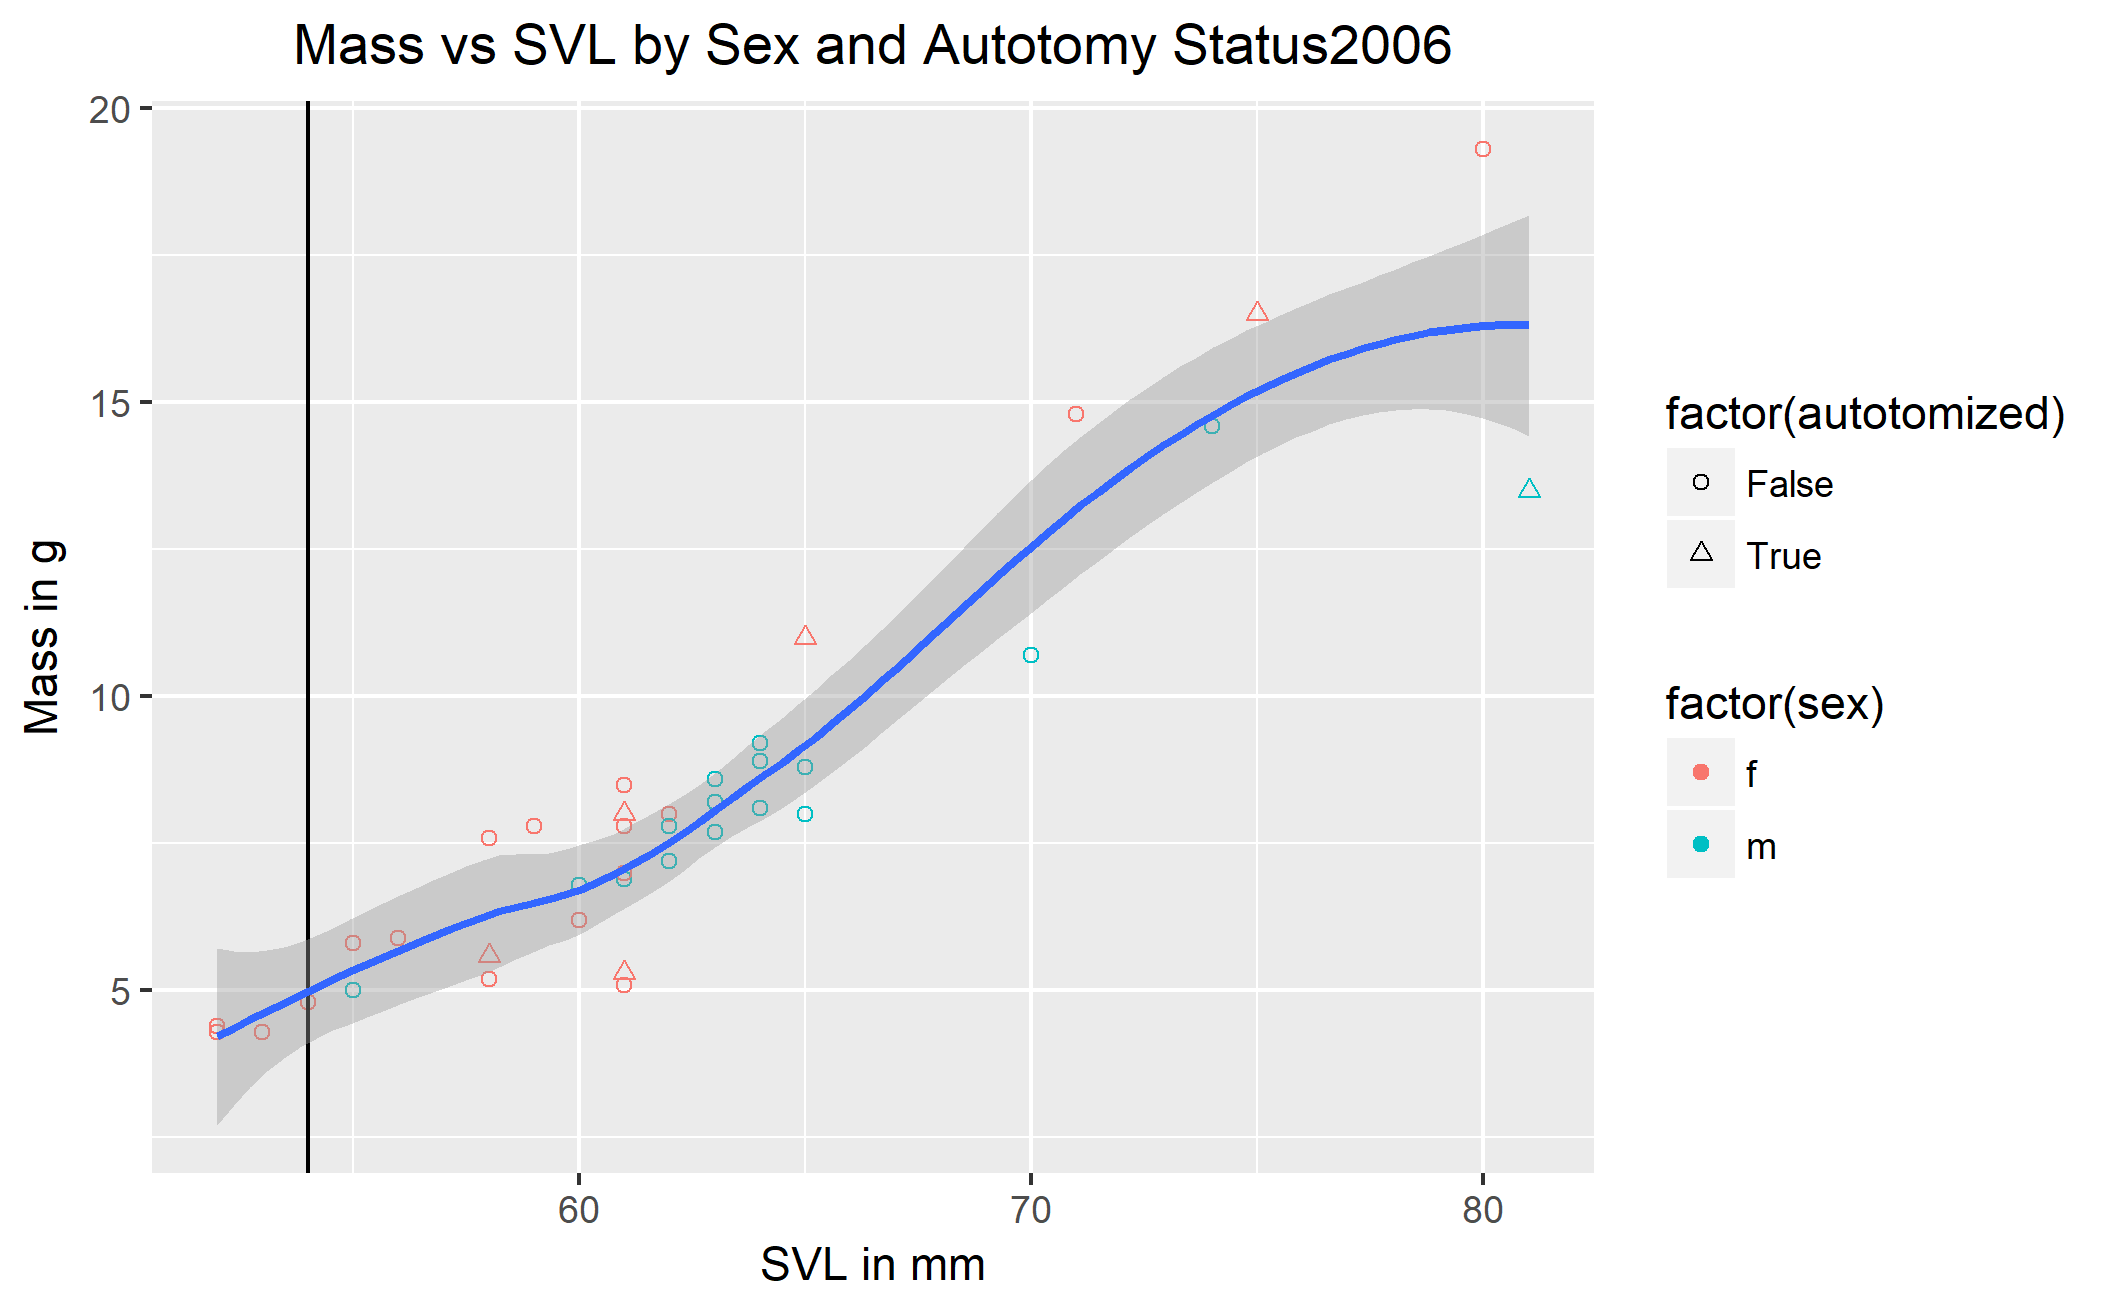 Mass vs SVL by Sex and Autotomy Status2006
20
15
10
5
Mass in g
60 70 80
SVL in mm
factor(autotomized)
False
True
factor(sex)
f
m